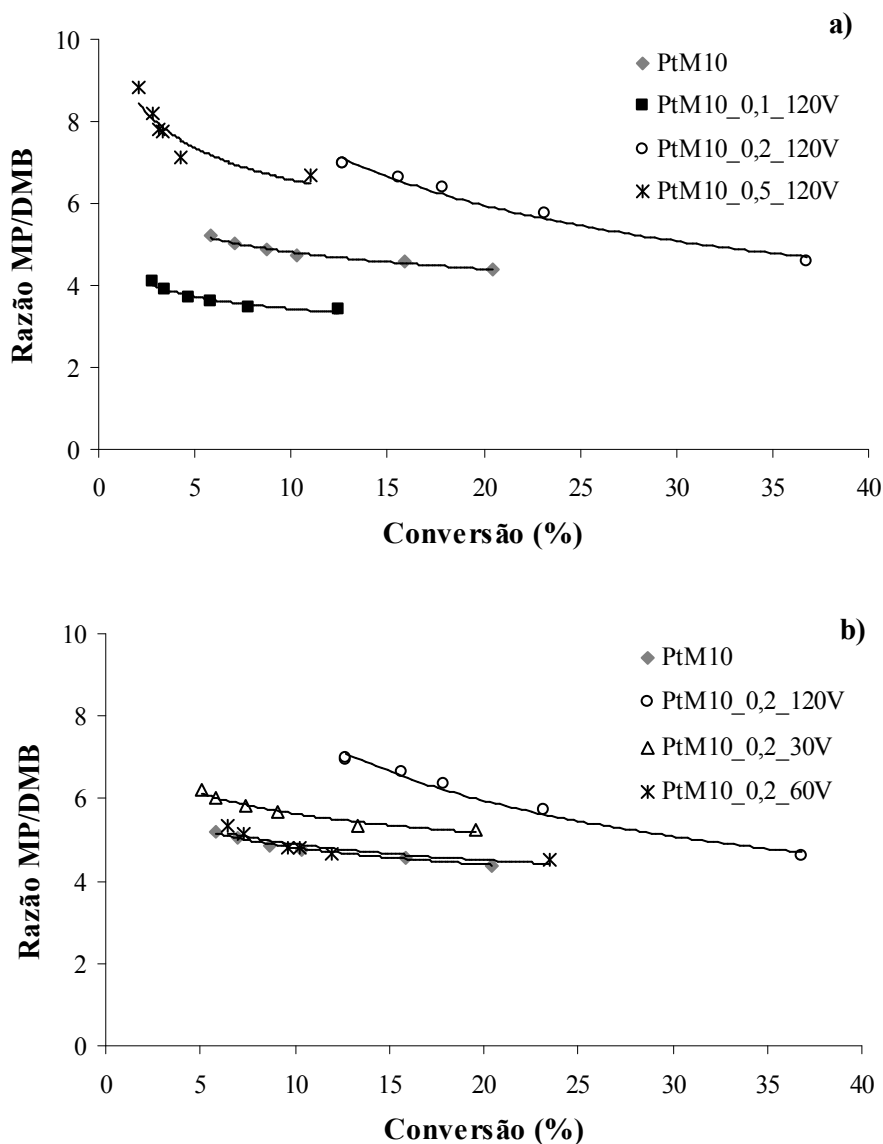 a)
Razão MP/DMB
10
8
6
4
2
0
PtM10
PtM10_0,1_120V
PtM10_0,2_120V
PtM10_0,5_120V
0 5 10 15 20 25 30 35 40
Conversão (%)
b)
Razão MP/DMB
10
8
6
4
2
0
PtM10
PtM10_0,2_120V
PtM10_0,2_30V
PtM10_0,2_60V
0 5 10 15 20 25 30 35 40
Conversão (%)